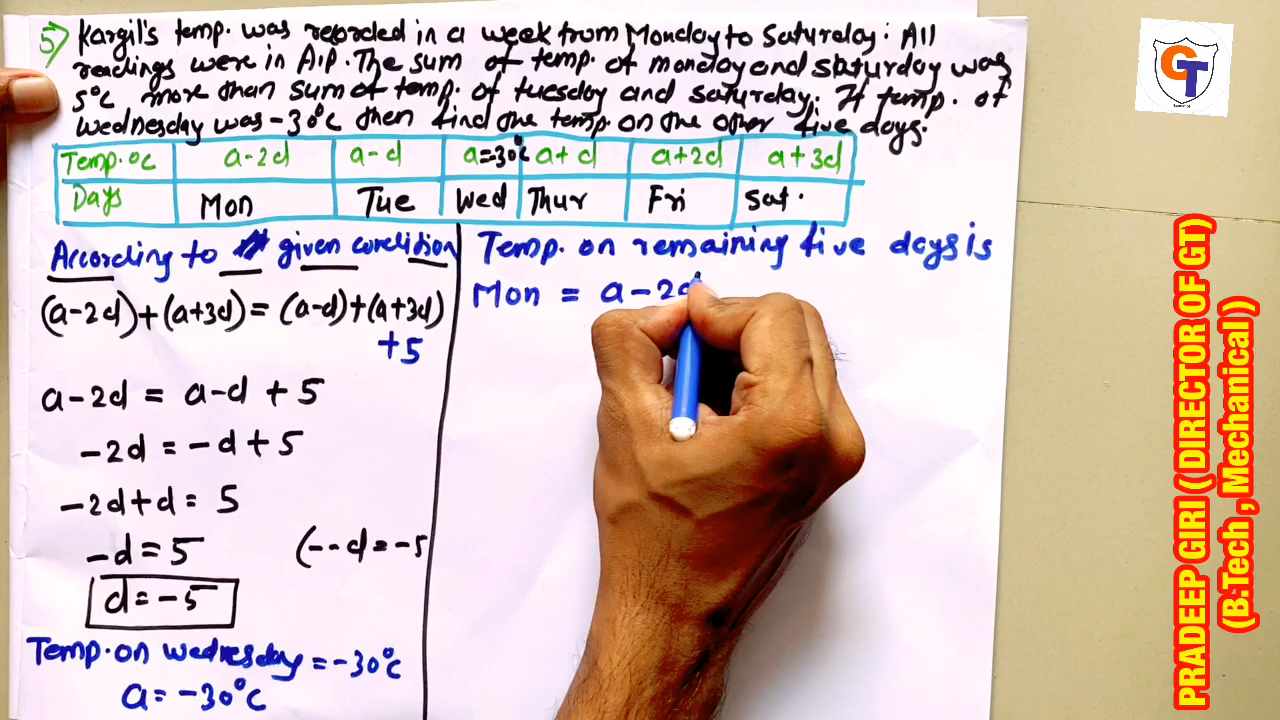 5) Kargil's temp. was recorded in a week from Monday to Saturday. All
readings were in A.P. The sum of temp. of monday and saturday was
5°C more than sum of temp. of tuesday and saturday. If temp. of
Wednesday was -30°C then find the temp. on the other five days.
Temp.°C a-2d a-d a=-30°C a+d a+2d a+3d
Days Mon Tue Wed Thur Fri Sat.
According to given condition
(a-2d)+(a+3d) = (a-d)+(a+3d)
+5
a-2d = a-d + 5
-2d = -d + 5
-2d+d = 5
-d = 5 (--d = -5
d = -5
Temp. on wednesday = -30°C
a = -30°C
Temp. on remaining five days is
Mon = a-2d
GT
PRADEEP GIRI (( DIRECTOR OF GT)
(B.Tech , Mechanical )